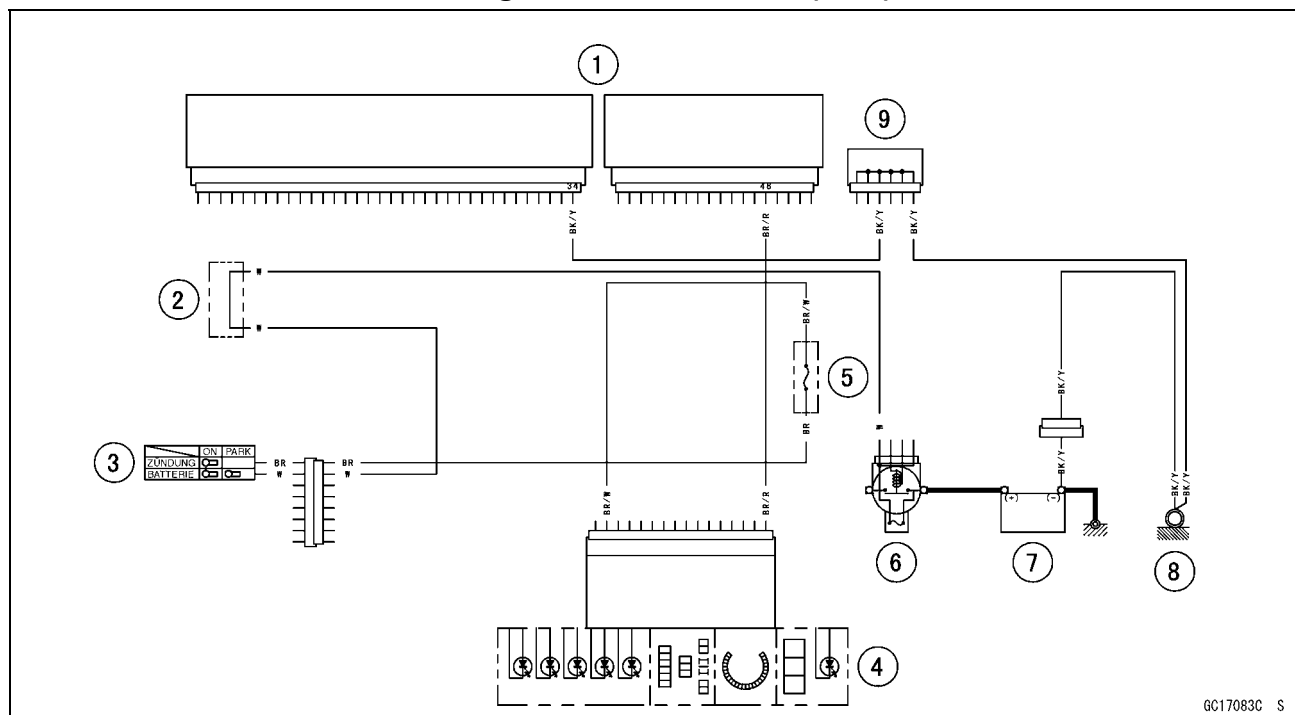 1
9
34
48
BK/Y
BR/R
BK/Y
BK/Y
2
W
W
BR/W
5
BK/Y
BR
3
ON PARK
ZÜNDUNG
BATTERIE
BR
W
BR
W
W
BK/Y
BR/W
BR/R
(+)
(-)
BK/Y
BK/Y
6
7
8
4
GC17083C S